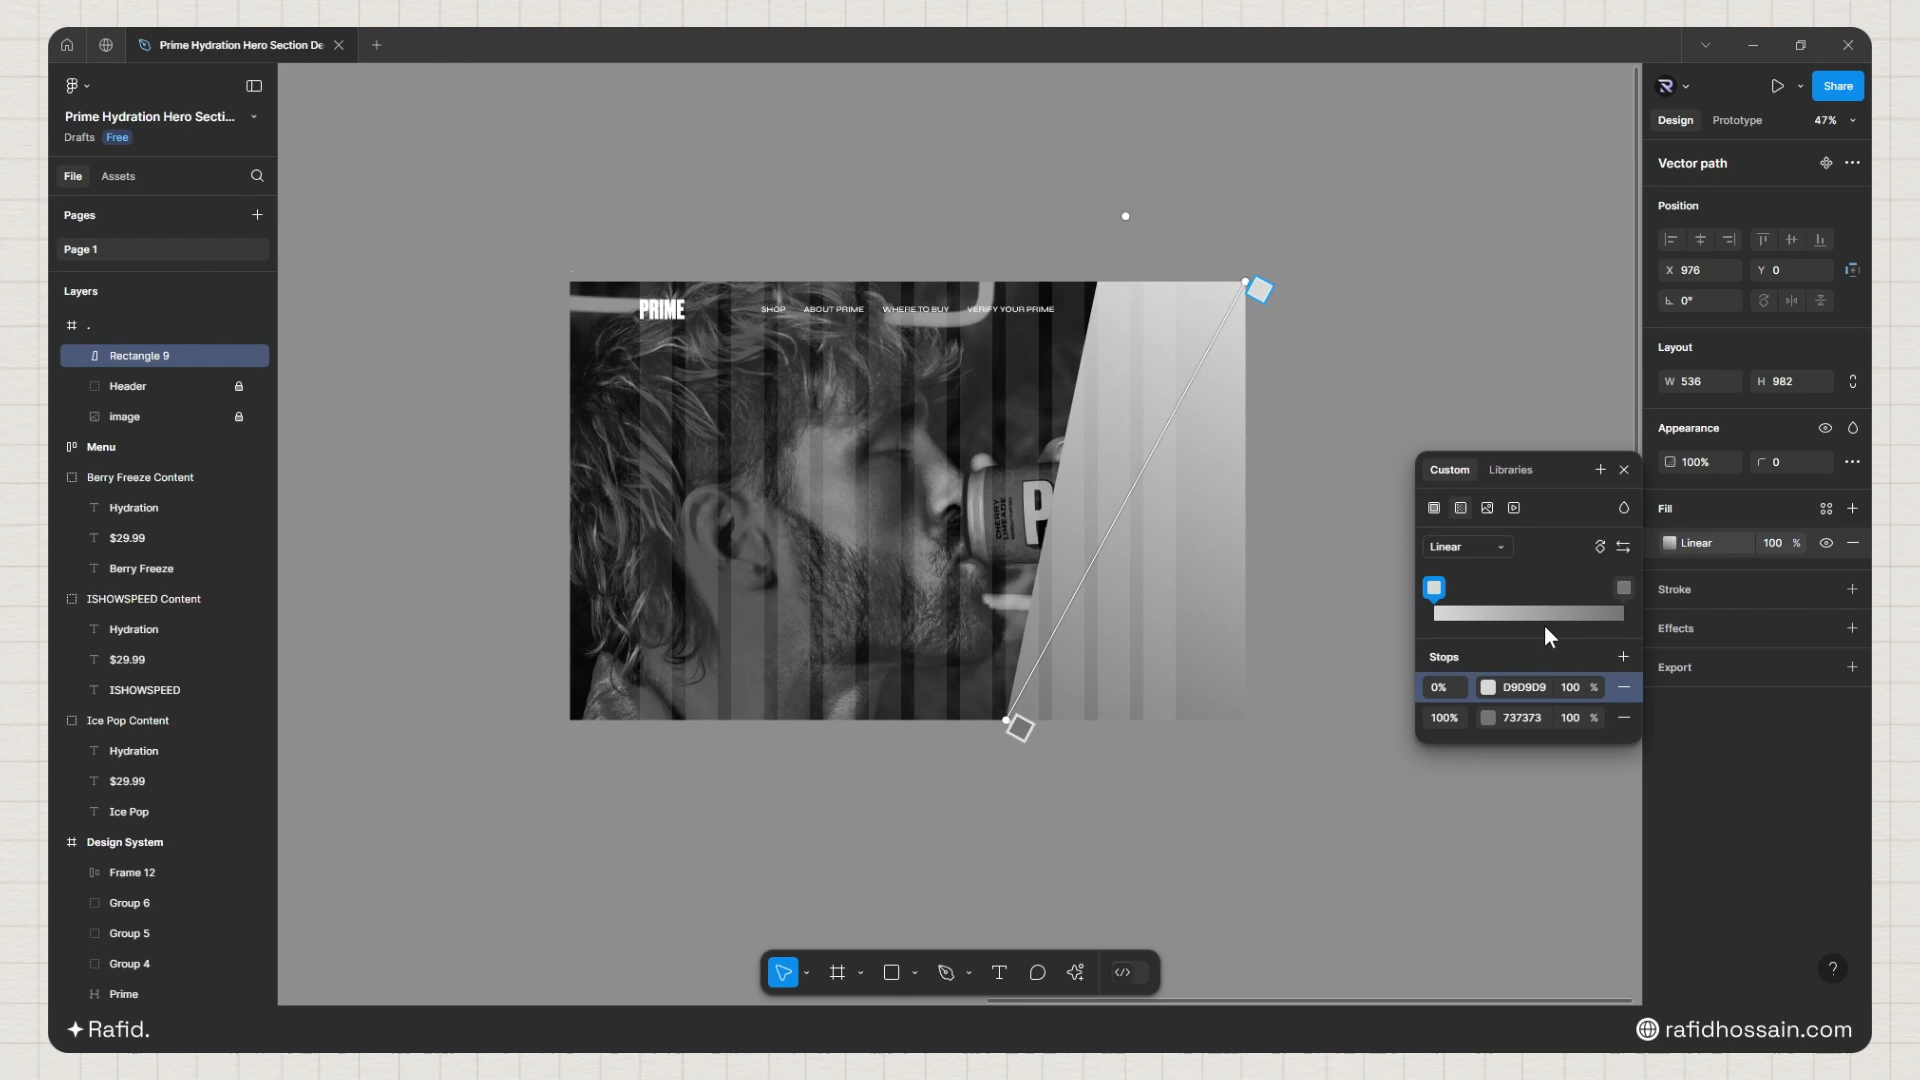 Prime Hydration Hero Section De
Prime Hydration Hero Secti...
Drafts Free
File Assets
Pages
Page 1
Layers
.
Rectangle 9
Header
image
Menu
Berry Freeze Content
Hydration
$29.99
Berry Freeze
ISHOWSPEED Content
Hydration
$29.99
ISHOWSPEED
Ice Pop Content
Hydration
$29.99
Ice Pop
Design System
Frame 12
Group 6
Group 5
Group 4
Prime
PRIME SHOP ABOUT PRIME WHERE TO BUY VERIFY YOUR PRIME
CHERRY
LIMEADE
P
Custom Libraries
Linear
Stops
0% D9D9D9 100 %
100% 737373 100 %
Share
Design Prototype 47%
Vector path
Position
X 976 Y 0
0°
Layout
W 536 H 982
Appearance
100% 0
Fill
Linear 100 %
Stroke
Effects
Export
?
Rafid.
rafidhossain.com